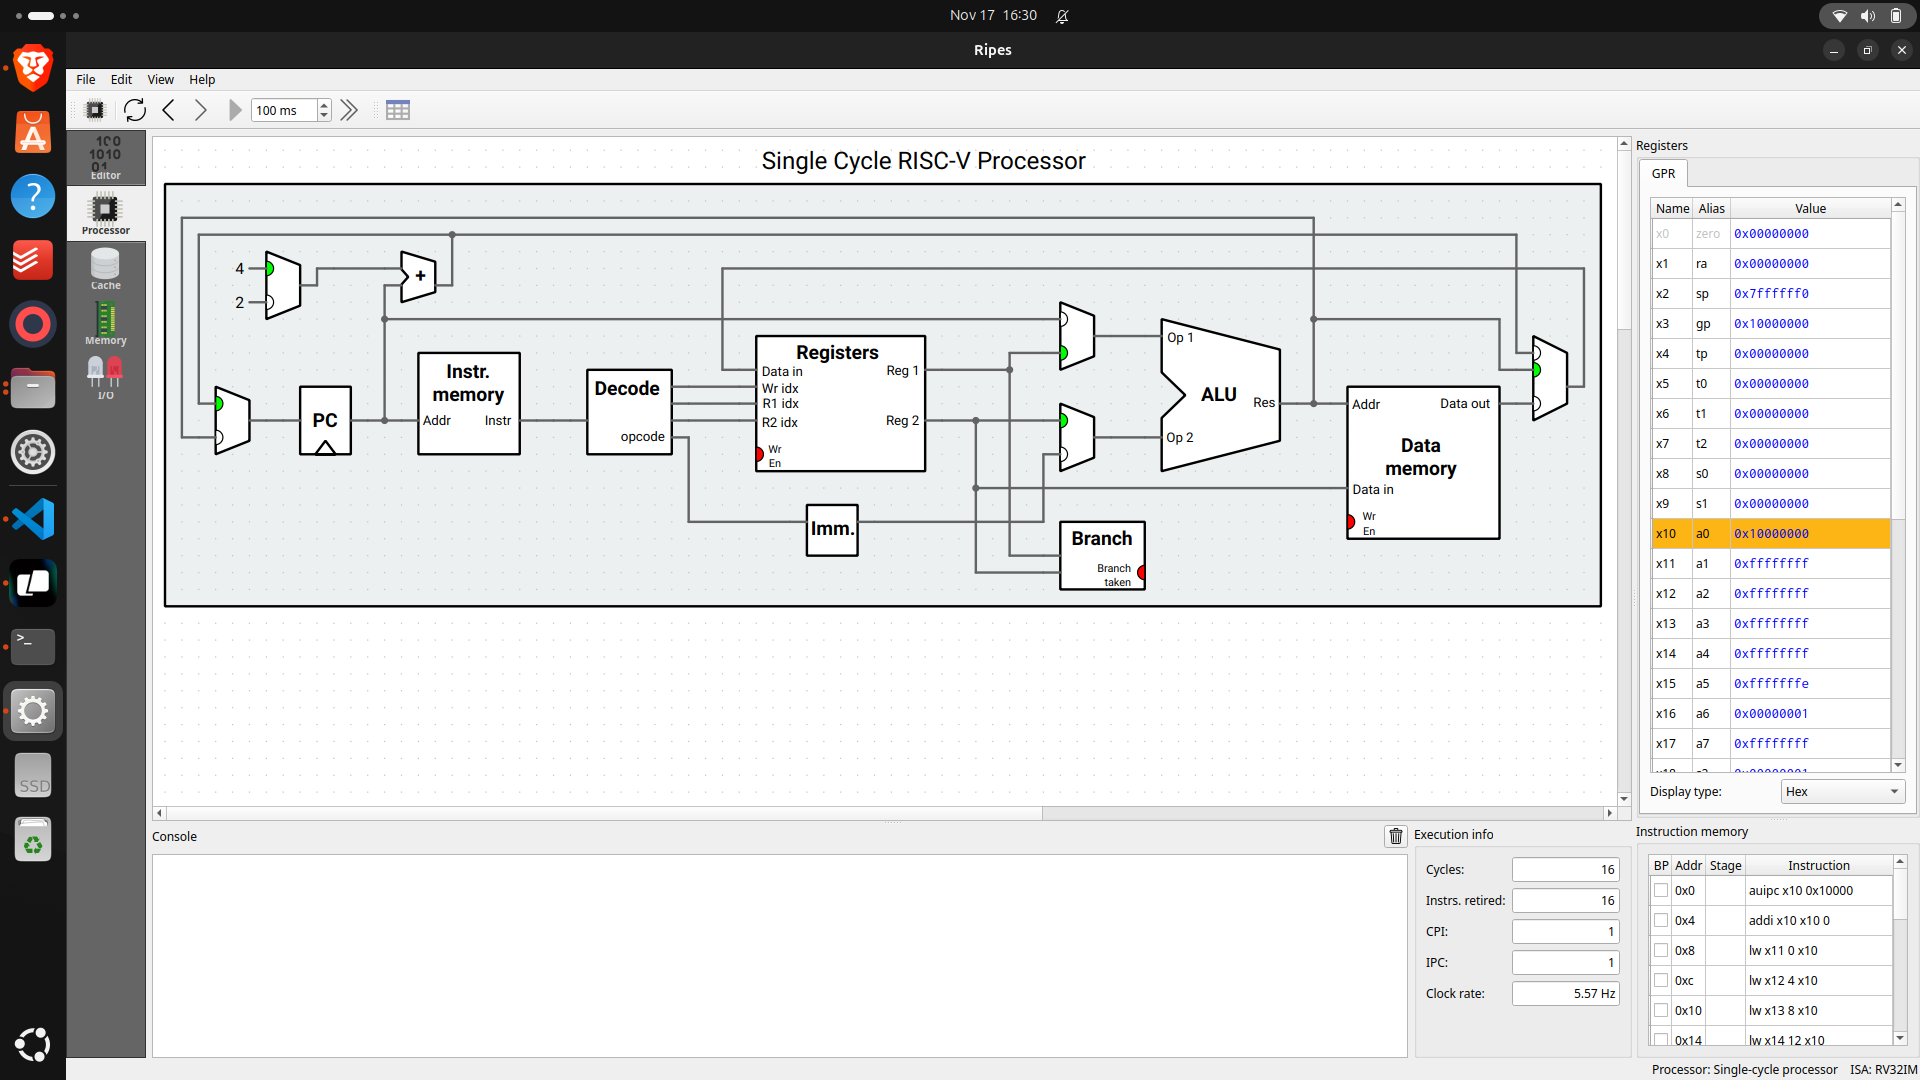 Nov 17 16:30
Ripes
File Edit View Help
100 ms
Editor
Processor
Cache
Memory
I/O
Single Cycle RISC-V Processor
4
2
+
PC
Instr. memory
Addr Instr
Decode
opcode
Registers
Data in Reg 1
Wr idx
R1 idx
R2 idx Reg 2
Wr En
Imm.
Op 1
ALU
Res
Op 2
Branch
Branch taken
Addr Data out
Data memory
Data in
Wr En
Registers
GPR
Name Alias Value
x0 zero 0x00000000
x1 ra 0x00000000
x2 sp 0x7ffffff0
x3 gp 0x10000000
x4 tp 0x00000000
x5 t0 0x00000000
x6 t1 0x00000000
x7 t2 0x00000000
x8 s0 0x00000000
x9 s1 0x00000000
x10 a0 0x10000000
x11 a1 0xffffffff
x12 a2 0xffffffff
x13 a3 0xffffffff
x14 a4 0xffffffff
x15 a5 0xfffffffe
x16 a6 0x00000001
x17 a7 0xffffffff
Display type: Hex
Console
Execution info
Cycles: 16
Instrs. retired: 16
CPI: 1
IPC: 1
Clock rate: 5.57 Hz
Instruction memory
BP Addr Stage Instruction
0x0 auipc x10 0x10000
0x4 addi x10 x10 0
0x8 lw x11 0 x10
0xc lw x12 4 x10
0x10 lw x13 8 x10
0x14 lw x14 12 x10
Processor: Single-cycle processor ISA: RV32IM
SSD